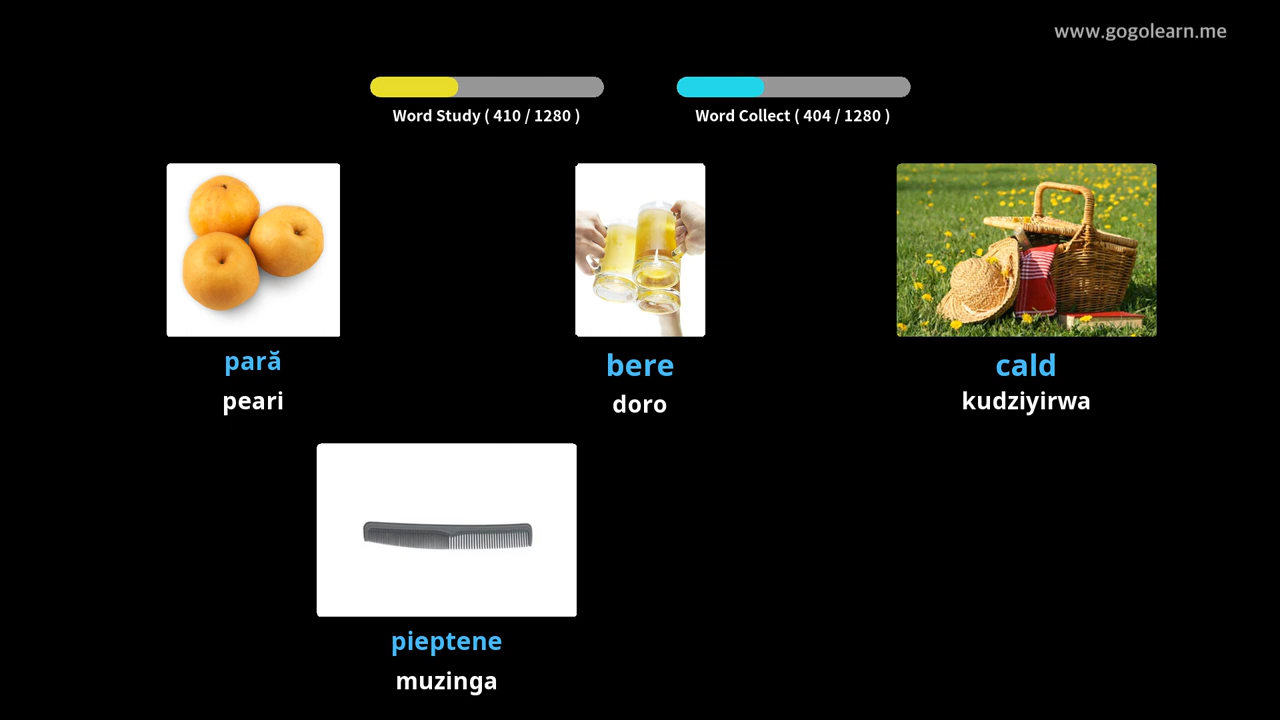 www.gogolearn.me
Word Study ( 410 / 1280 )
Word Collect ( 404 / 1280 )
pară
peari
bere
doro
cald
kudziyirwa
pieptene
muzinga